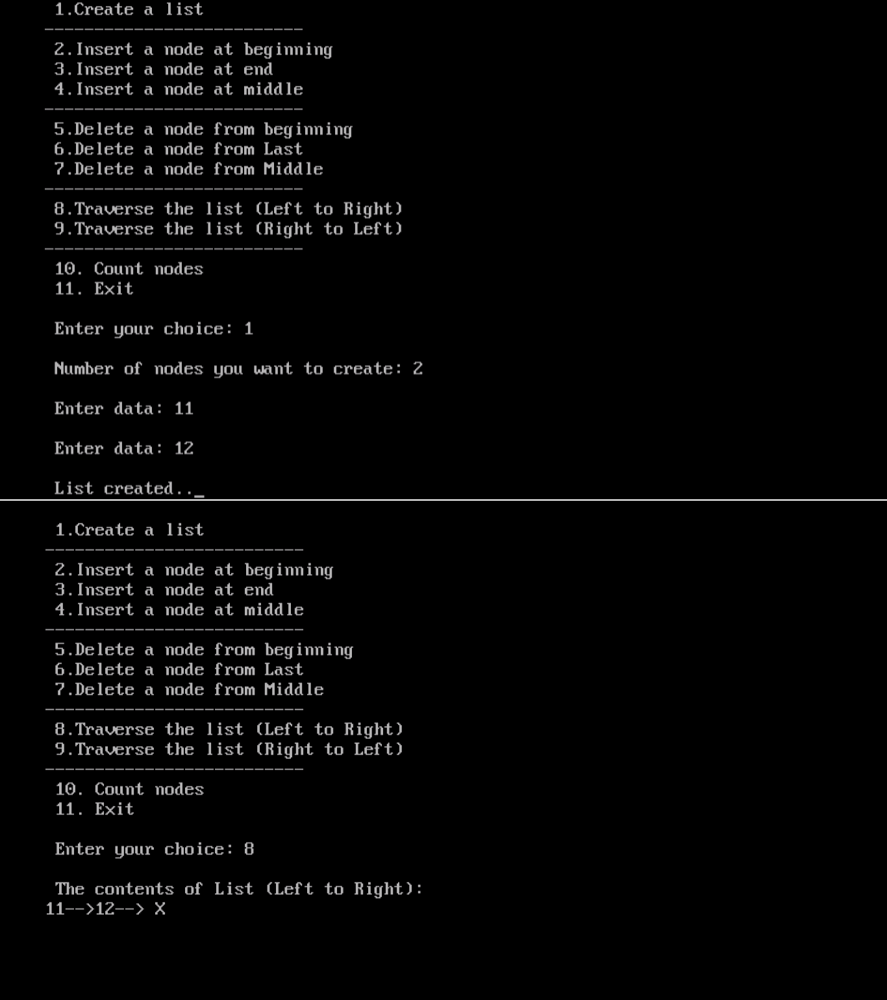 1.Create a list
--------------------------
2.Insert a node at beginning
3.Insert a node at end
4.Insert a node at middle
--------------------------
5.Delete a node from beginning
6.Delete a node from Last
7.Delete a node from Middle
--------------------------
8.Traverse the list (Left to Right)
9.Traverse the list (Right to Left)
--------------------------
10. Count nodes
11. Exit
Enter your choice: 1
Number of nodes you want to create: 2
Enter data: 11
Enter data: 12
List created.._
1.Create a list
--------------------------
2.Insert a node at beginning
3.Insert a node at end
4.Insert a node at middle
--------------------------
5.Delete a node from beginning
6.Delete a node from Last
7.Delete a node from Middle
--------------------------
8.Traverse the list (Left to Right)
9.Traverse the list (Right to Left)
--------------------------
10. Count nodes
11. Exit
Enter your choice: 8
The contents of List (Left to Right):
11-->12--> X